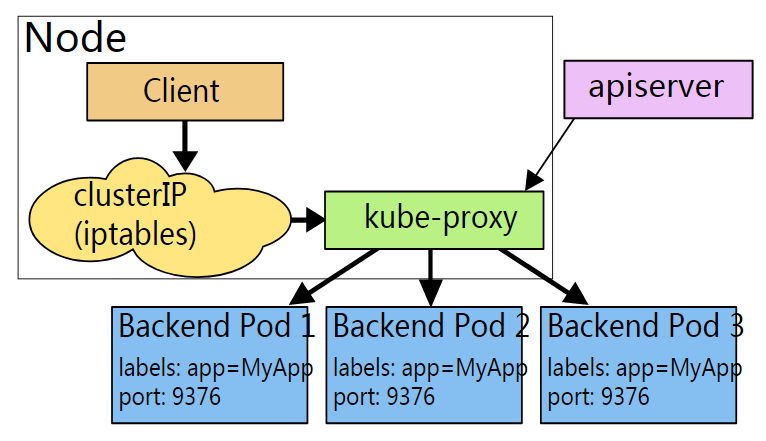 Node
Client
apiserver
clusterIP
(iptables)
kube-proxy
Backend Pod 1
labels: app=MyApp
port: 9376
Backend Pod 2
labels: app=MyApp
port: 9376
Backend Pod 3
labels: app=MyApp
port: 9376